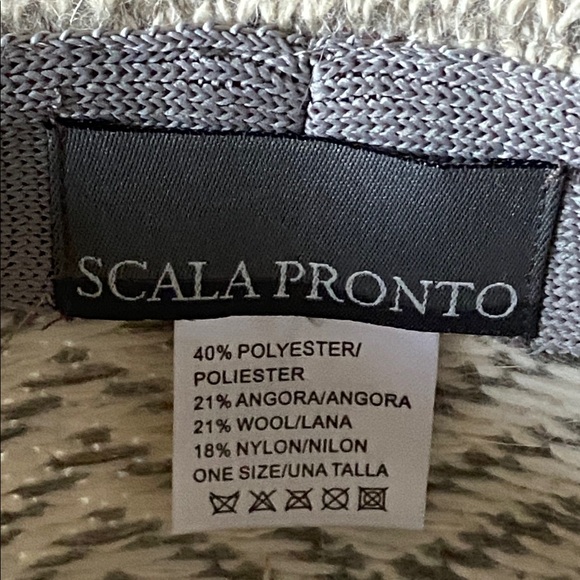 SCALA PRONTO
40% POLYESTER/
POLIESTER
21% ANGORA/ANGORA
21% WOOL/LANA
18% NYLON/NILON
ONE SIZE/UNA TALLA